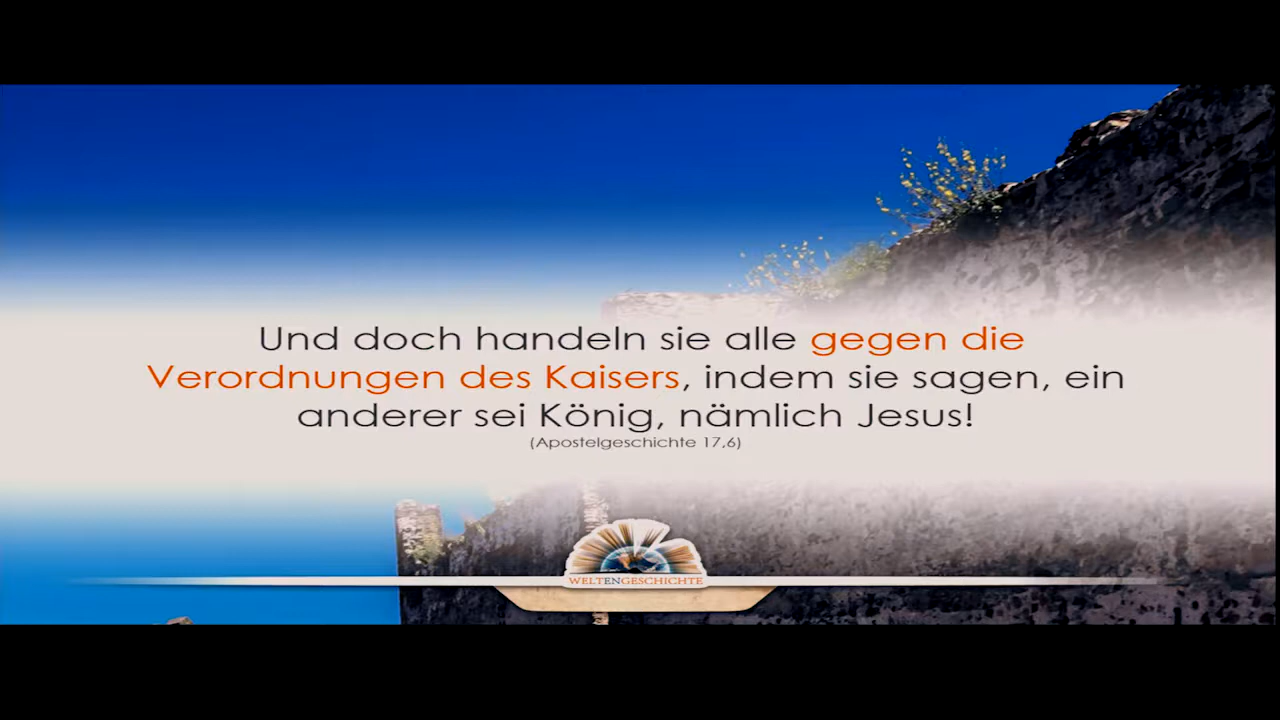 Und doch handeln sie alle gegen die
Verordnungen des Kaisers, indem sie sagen, ein
anderer sei König, nämlich Jesus!
(Apostelgeschichte 17,6)
WELTENGESCHICHTE